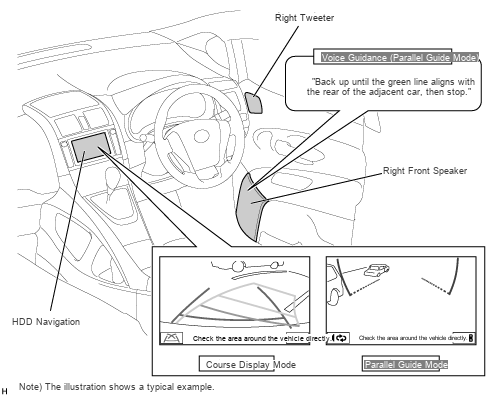 Right Tweeter
Voice Guidance (Parallel Guide Mode)
"Back up until the green line aligns with
the rear of the adjacent car, then stop."
Right Front Speaker
HDD Navigation
Check the area around the vehicle directly.
Check the area around the vehicle directly.
Course Display Mode
Parallel Guide Mode
Note) The illustration shows a typical example.
H